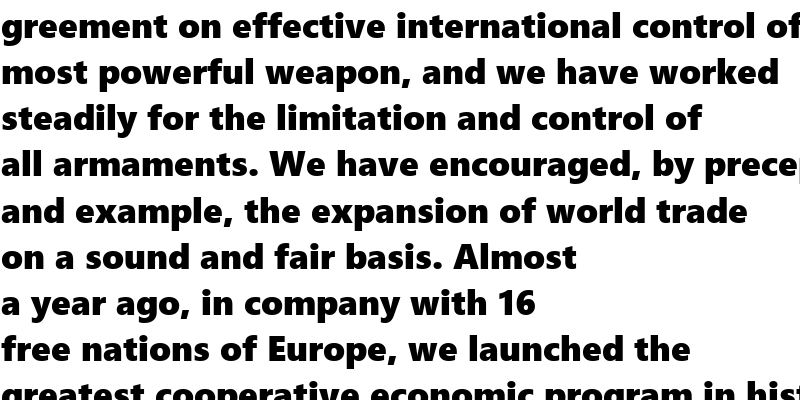 greement on effective international control of
most powerful weapon, and we have worked
steadily for the limitation and control of
all armaments. We have encouraged, by prece
and example, the expansion of world trade
on a sound and fair basis. Almost
a year ago, in company with 16
free nations of Europe, we launched the
greatest cooperative economic program in hist